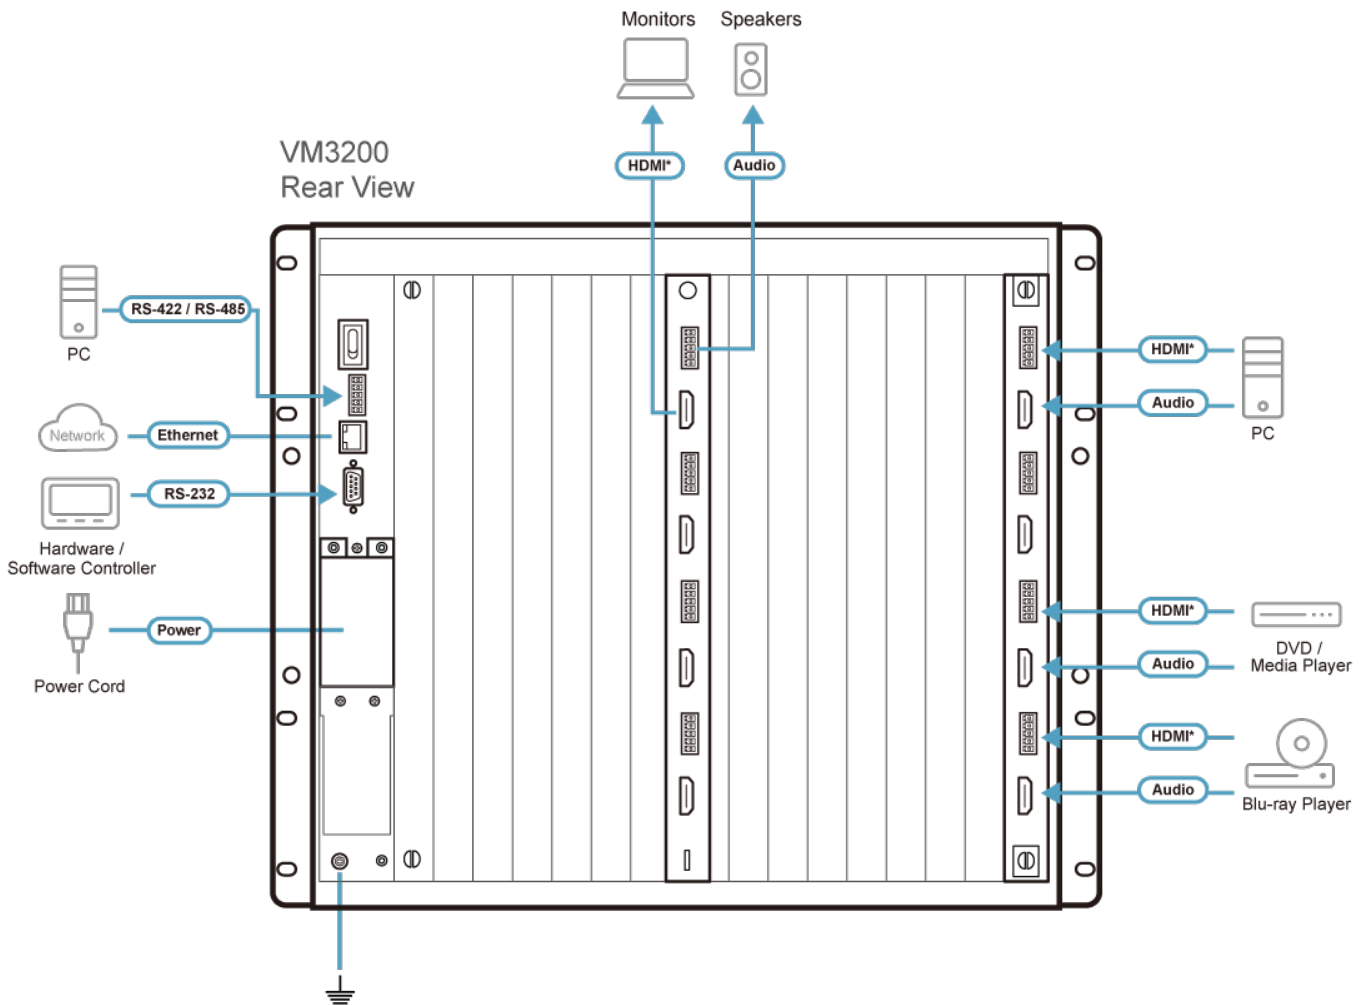 Monitors
Speakers
HDMI*
Audio
VM3200
Rear View
RS-422 / RS-485
PC
Network
Ethernet
RS-232
Hardware /
Software Controller
Power
Power Cord
HDMI*
Audio
PC
HDMI*
Audio
DVD /
Media Player
HDMI*
Audio
Blu-ray Player